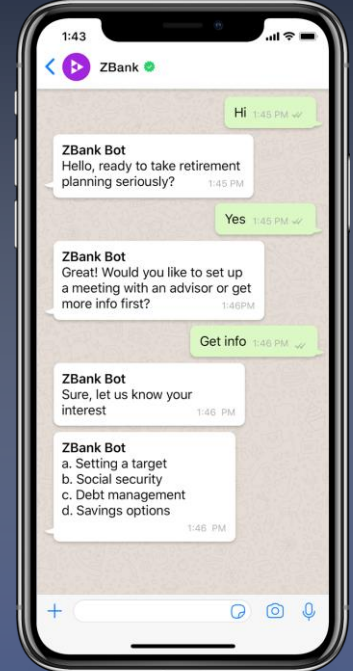 1:43
ZBank
Hi 1:45 PM
ZBank Bot
Hello, ready to take retirement
planning seriously? 1:45 PM
Yes 1:45 PM
ZBank Bot
Great! Would you like to set up
a meeting with an advisor or get
more info first? 1:46PM
Get info 1:46 PM
ZBank Bot
Sure, let us know your
interest 1:46 PM
ZBank Bot
a. Setting a target
b. Social security
c. Debt management
d. Savings options
1:46 PM